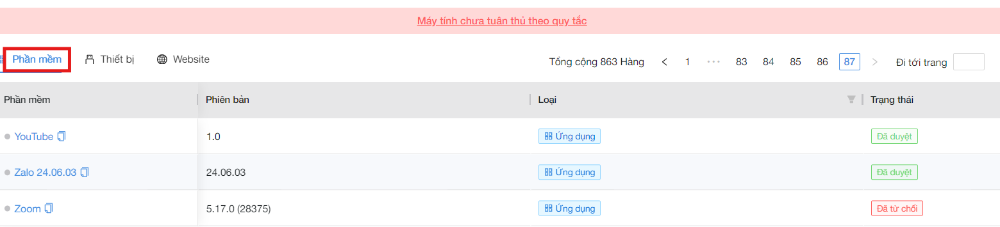 Máy tính chưa tuân thủ theo quy tắc
Phần mềm Thiết bị Website Tổng cộng 863 Hàng < 1 ··· 83 84 85 86 87 > Đi tới trang
Phần mềm Phiên bản Loại Trạng thái
YouTube 1.0 Ứng dụng Đã duyệt
Zalo 24.06.03 24.06.03 Ứng dụng Đã duyệt
Zoom 5.17.0 (28375) Ứng dụng Đã từ chối